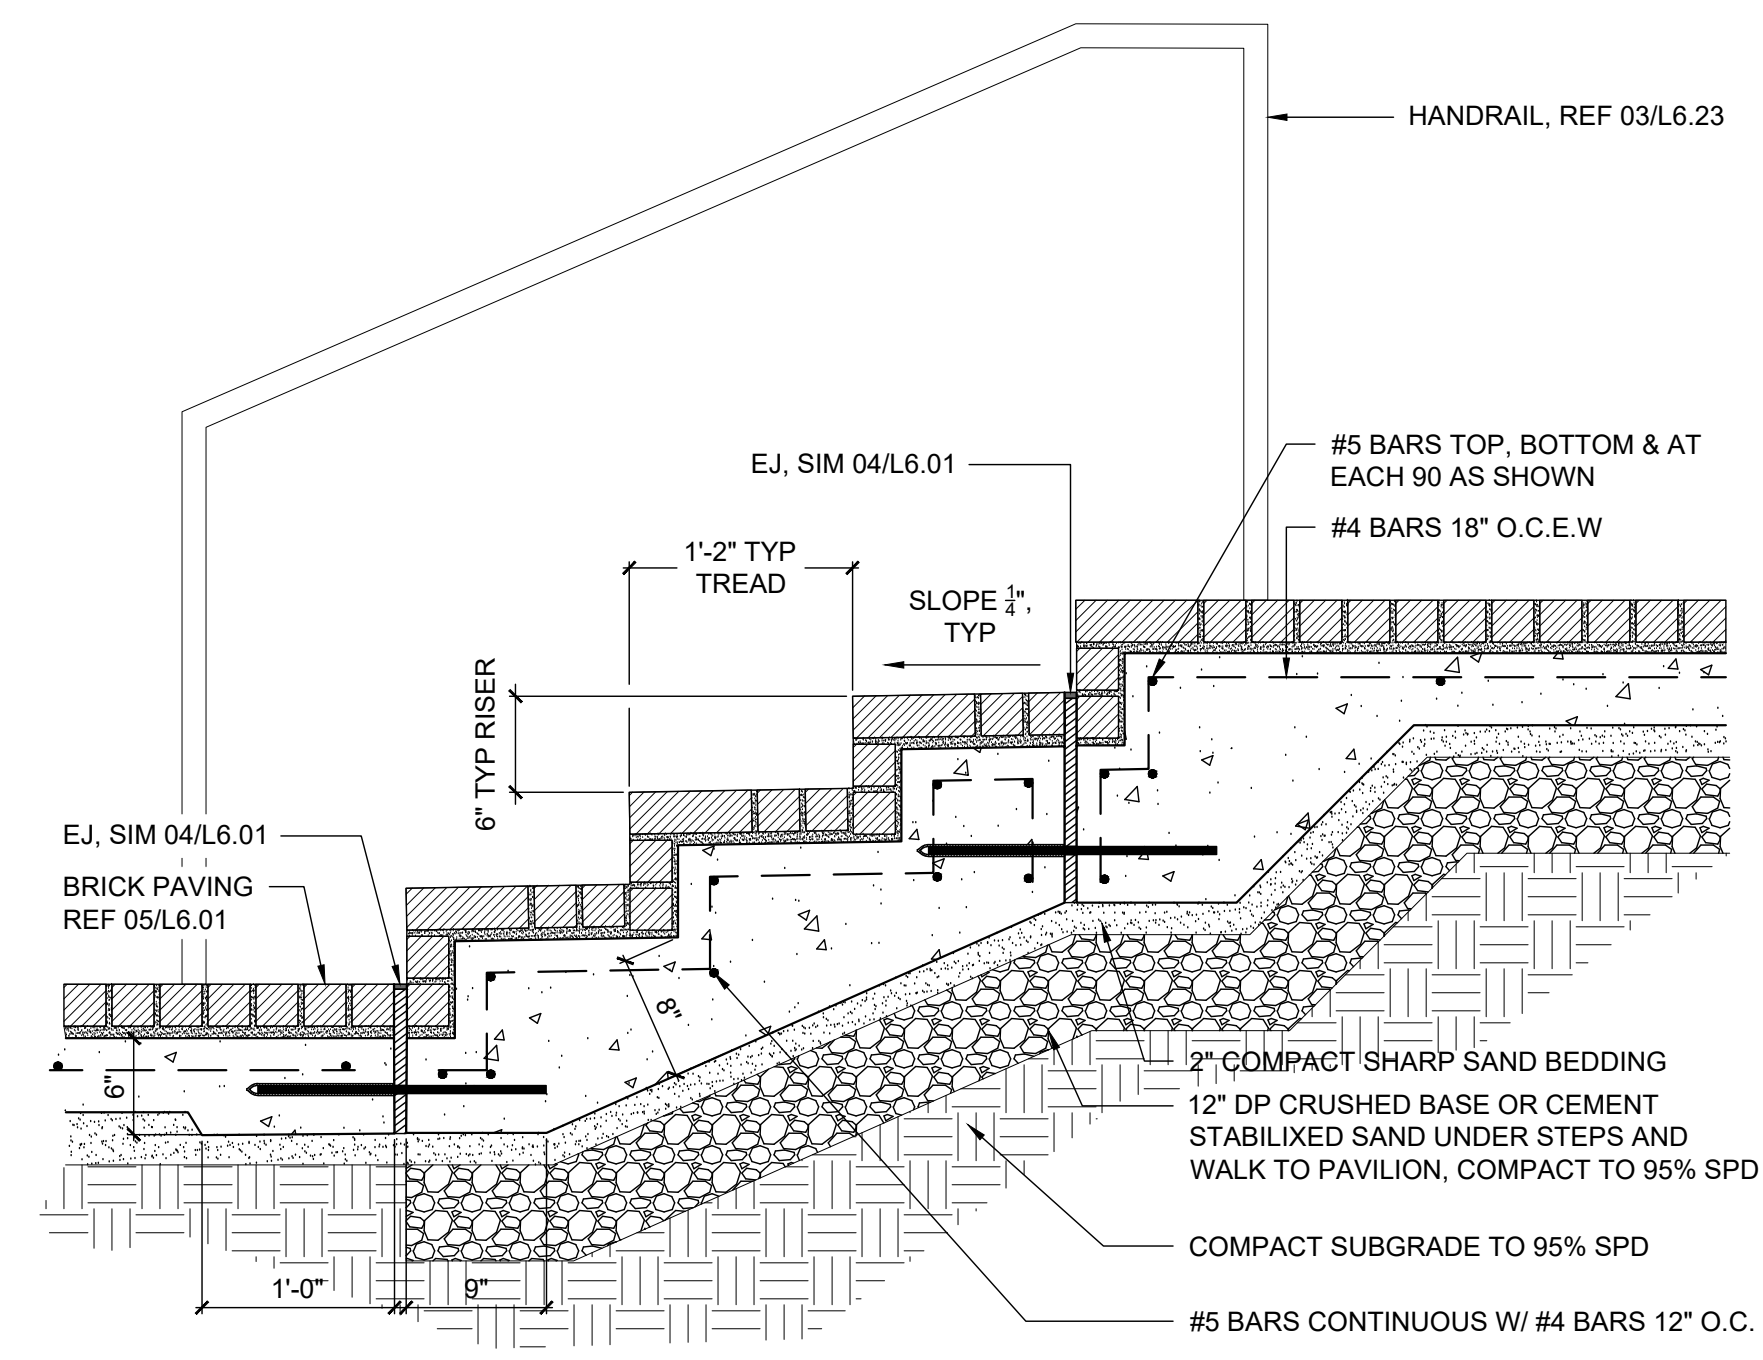 HANDRAIL, REF 03/L6.23
#5 BARS TOP, BOTTOM & AT
EACH 90 AS SHOWN
EJ, SIM 04/L6.01
#4 BARS 18" O.C.E.W
1'-2" TYP
TREAD
SLOPE 1/4",
TYP
6" TYP RISER
EJ, SIM 04/L6.01
BRICK PAVING
REF 05/L6.01
8"
6"
2" COMPACT SHARP SAND BEDDING
12" DP CRUSHED BASE OR CEMENT
STABILIXED SAND UNDER STEPS AND
WALK TO PAVILION, COMPACT TO 95% SPD
COMPACT SUBGRADE TO 95% SPD
1'-0"
9"
#5 BARS CONTINUOUS W/ #4 BARS 12" O.C.